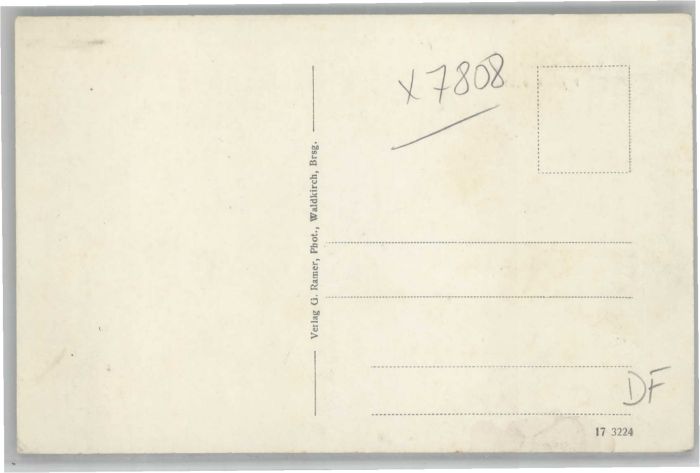 x7808
Verlag G. Ramer, Phot., Waldkirch, Brsg.
DF
17 3224